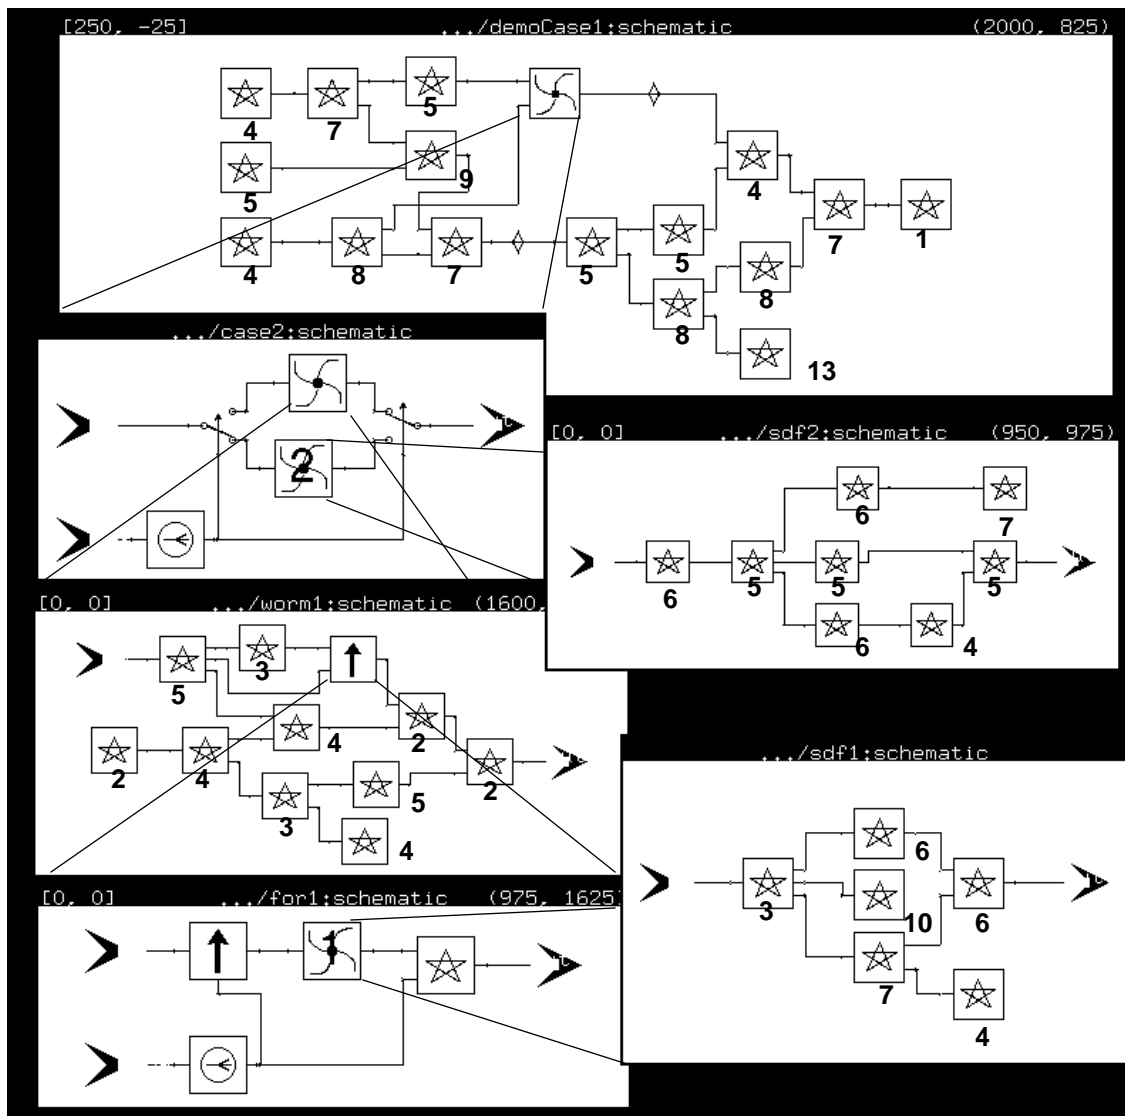 [250, -25] .../demoCase1:schematic (2000, 825)
5
4 7
9
5
4
4 8 7 5 5 7 1
8 8
13
.../case2:schematic
2
[0, 0] .../sdf2:schematic (950, 975)
6 7
6 5 5 5
6 4
[0, 0] .../worm1:schematic (1600,
5 3
4 2
2 4 2
3 5
4
.../sdf1:schematic
6
3 10 6
7
4
[0, 0] .../for1:schematic (975, 1625]
1